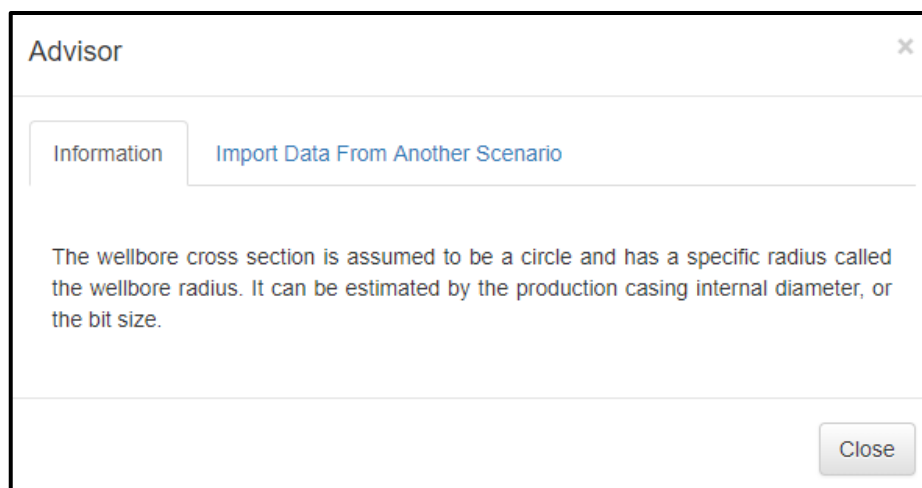 Advisor
×
Information
Import Data From Another Scenario
The wellbore cross section is assumed to be a circle and has a specific radius called
the wellbore radius. It can be estimated by the production casing internal diameter, or
the bit size.
Close